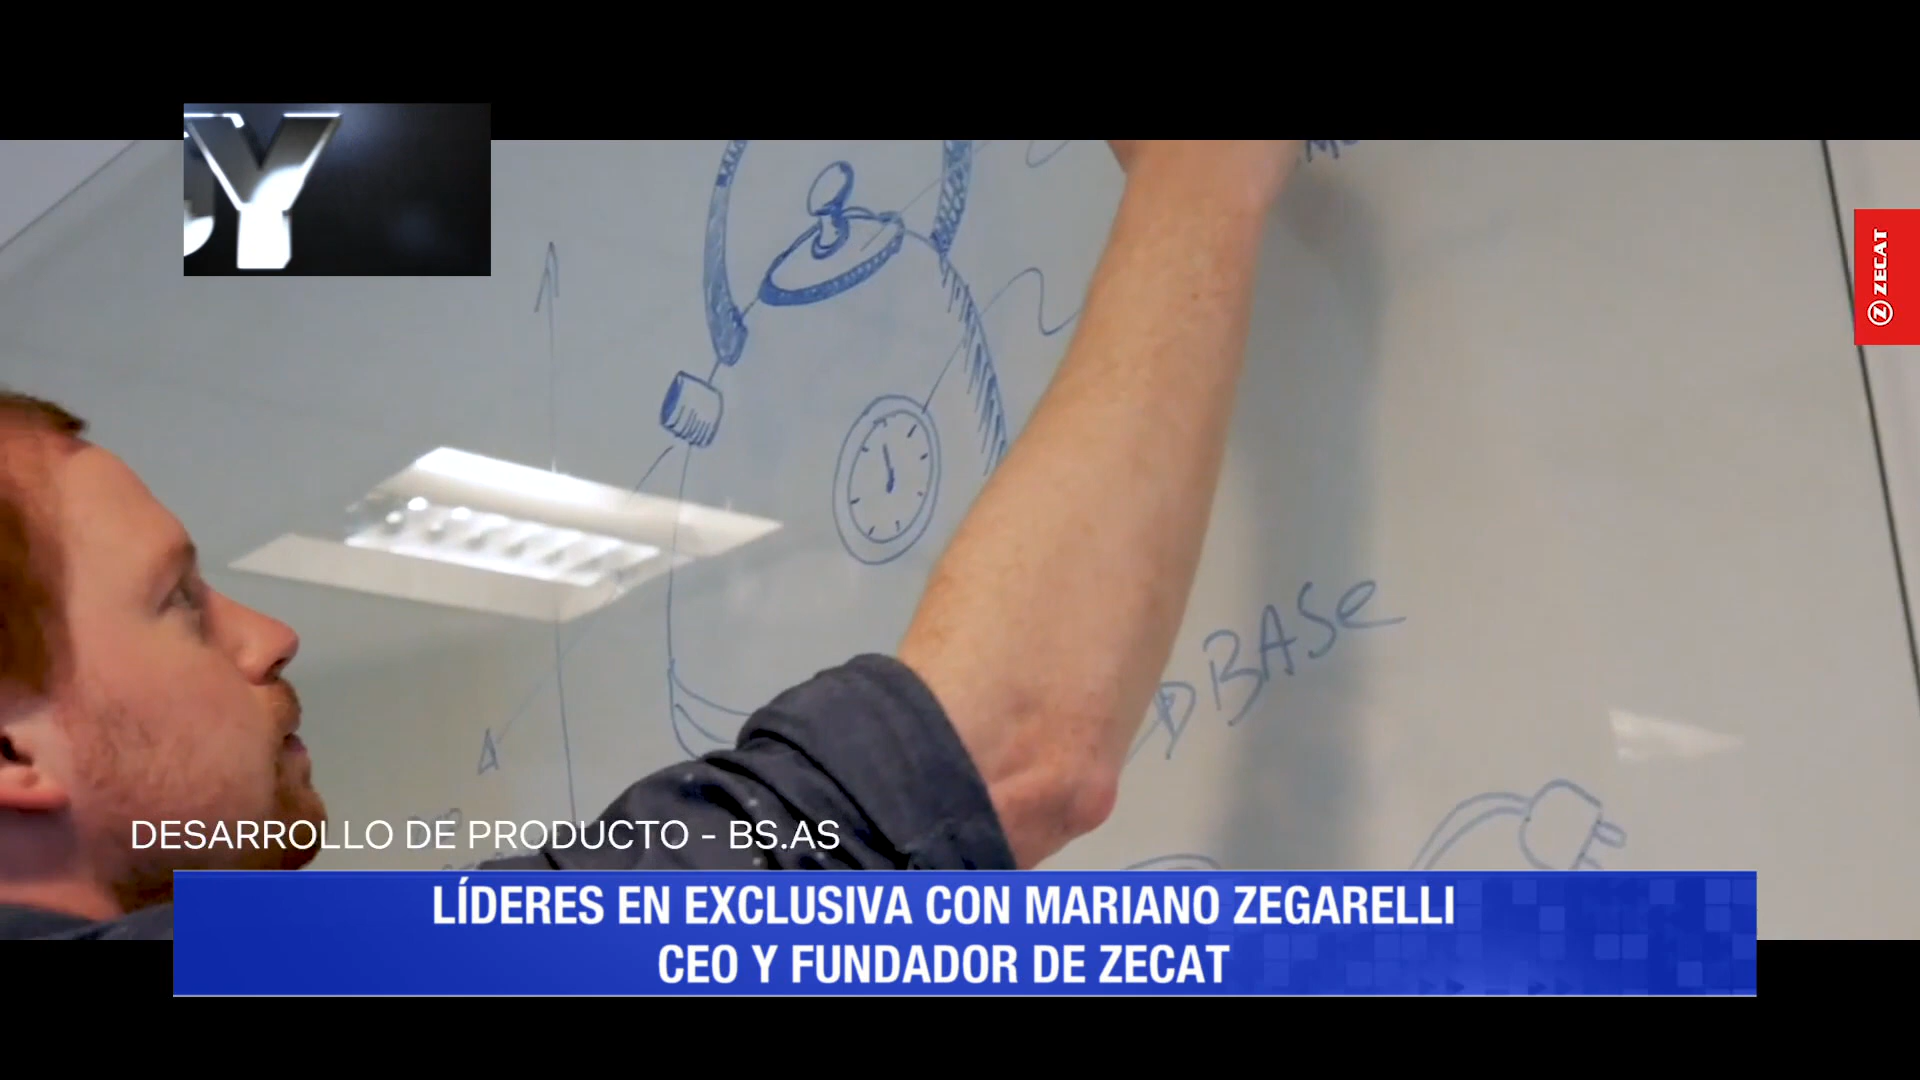 Y
ZECAT
DBASE
DESARROLLO DE PRODUCTO - BS.AS
LÍDERES EN EXCLUSIVA CON MARIANO ZEGARELLI
CEO Y FUNDADOR DE ZECAT